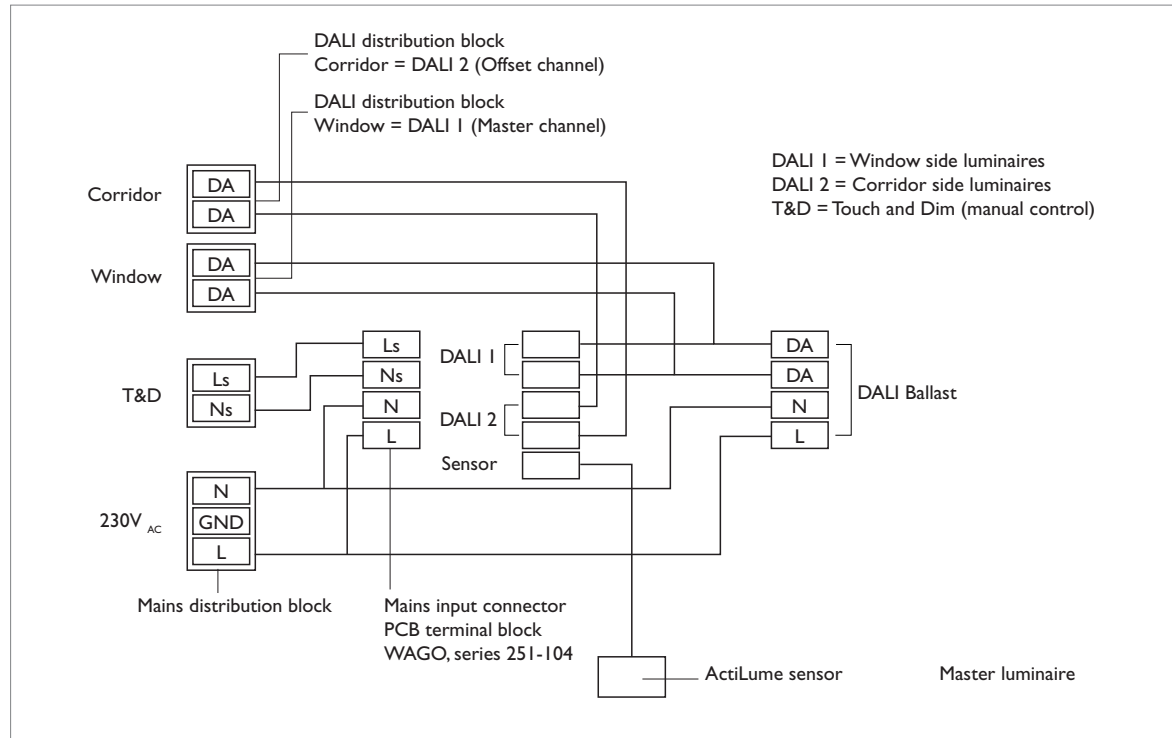 DALI distribution block
Corridor = DALI 2 (Offset channel)
DALI distribution block
Window = DALI 1 (Master channel)
DALI 1 = Window side luminaires
DALI 2 = Corridor side luminaires
T&D = Touch and Dim (manual control)
Corridor
DA
DA
Window
DA
DA
T&D
Ls
Ns
Ls
Ns
N
L
DALI 1
DALI 2
Sensor
DA
DA
N
L
DALI Ballast
230V AC
N
GND
L
Mains distribution block
Mains input connector
PCB terminal block
WAGO, series 251-104
ActiLume sensor
Master luminaire